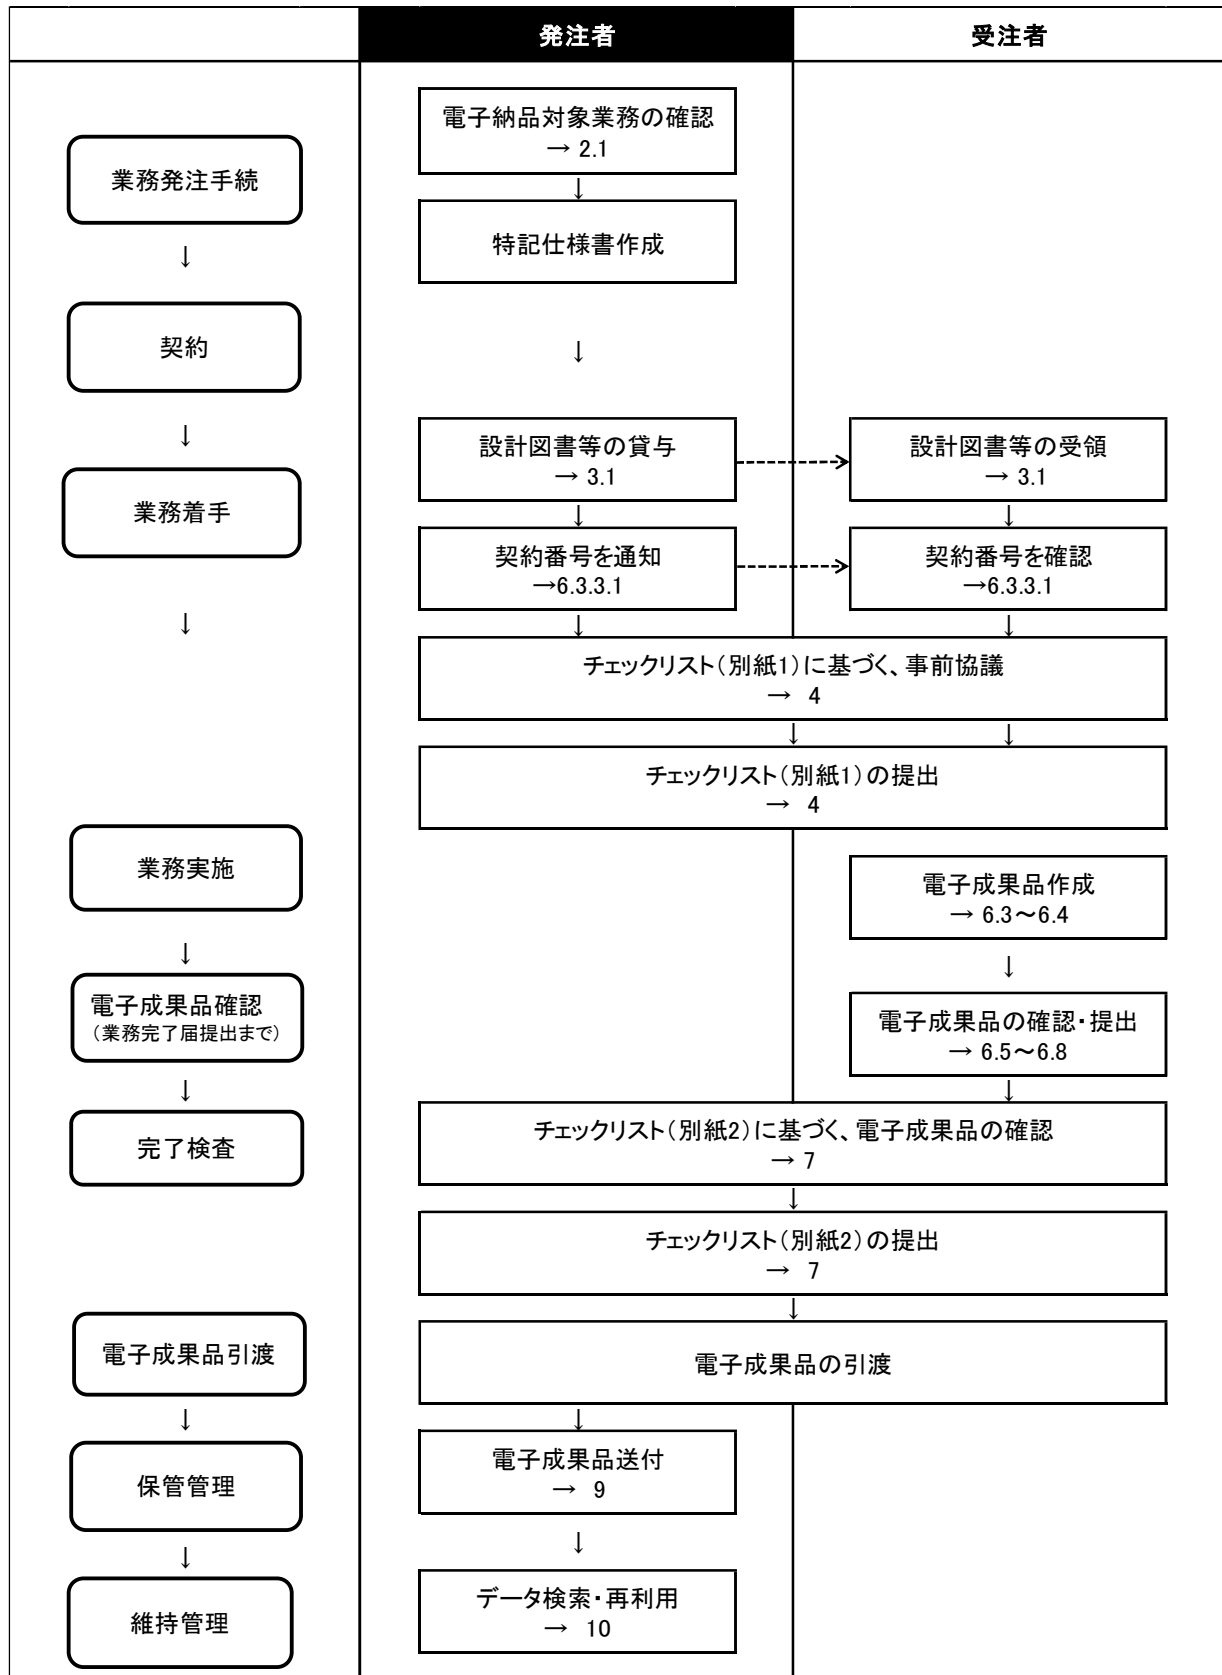 発注者
受注者
電子納品対象業務の確認
→ 2.1
業務発注手続
↓
特記仕様書作成
↓
契約
↓
↓
設計図書等の貸与
→ 3.1
設計図書等の受領
→ 3.1
業務着手
↓
↓
契約番号を通知
→6.3.3.1
契約番号を確認
→6.3.3.1
↓
↓
↓
チェックリスト(別紙1)に基づく、事前協議
→ 4
↓
↓
チェックリスト(別紙1)の提出
→ 4
業務実施
電子成果品作成
→ 6.3~6.4
↓
↓
電子成果品確認
(業務完了届提出まで)
電子成果品の確認・提出
→ 6.5~6.8
↓
↓
完了検査
チェックリスト(別紙2)に基づく、電子成果品の確認
→ 7
↓
チェックリスト(別紙2)の提出
→ 7
↓
電子成果品引渡
電子成果品の引渡
↓
↓
保管管理
電子成果品送付
→ 9
↓
↓
維持管理
データ検索・再利用
→ 10